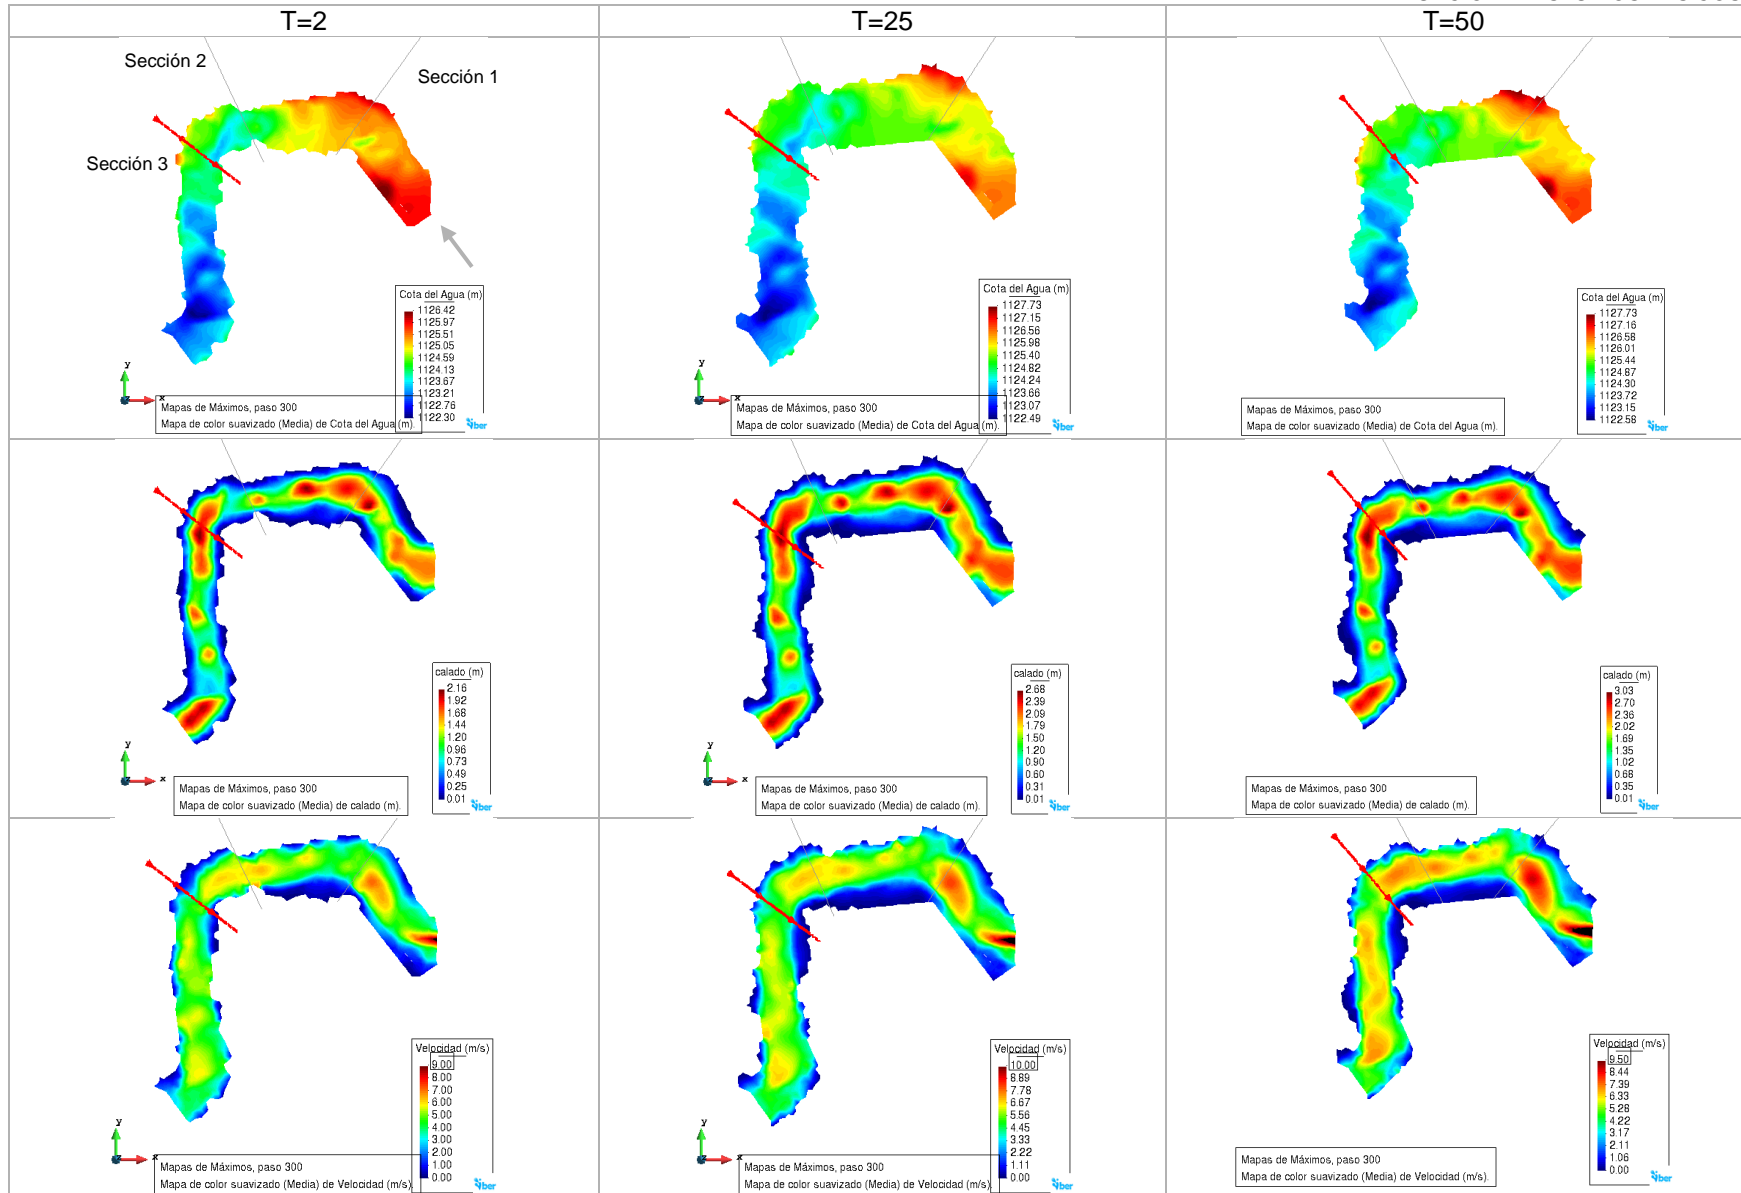 T=2
T=25
T=50
Sección 2
Sección 1
Sección 3
Cota del Agua (m)
1126.42
1125.97
1125.51
1125.05
1124.59
1124.13
1123.67
1123.21
1122.76
1122.30
y
x
Mapas de Máximos, paso 300
Mapa de color suavizado (Media) de Cota del Agua (m).
iber
Cota del Agua (m)
1127.73
1127.15
1126.56
1125.98
1125.40
1124.82
1124.24
1123.66
1123.07
1122.49
y
Mapas de Máximos, paso 300
Mapa de color suavizado (Media) de Cota del Agua (m).
iber
Cota del Agua (m)
1127.73
1127.16
1126.58
1126.01
1125.44
1124.87
1124.30
1123.72
1123.15
1122.58
Mapas de Máximos, paso 300
Mapa de color suavizado (Media) de Cota del Agua (m).
iber
calado (m)
2.16
1.92
1.68
1.44
1.20
0.96
0.73
0.49
0.25
0.01
y
x
Mapas de Máximos, paso 300
Mapa de color suavizado (Media) de calado (m).
iber
calado (m)
2.68
2.39
2.09
1.79
1.50
1.20
0.90
0.60
0.31
0.01
y
x
Mapas de Máximos, paso 300
Mapa de color suavizado (Media) de calado (m).
iber
calado (m)
3.03
2.70
2.36
2.02
1.69
1.35
1.02
0.68
0.35
0.01
Mapas de Máximos, paso 300
Mapa de color suavizado (Media) de calado (m).
iber
Velocidad (m/s)
9.00
8.00
7.00
6.00
5.00
4.00
3.00
2.00
1.00
0.00
y
x
Mapas de Máximos, paso 300
Mapa de color suavizado (Media) de Velocidad (m/s).
iber
Velocidad (m/s)
10.00
8.89
7.78
6.67
5.56
4.45
3.33
2.22
1.11
0.00
y
x
Mapas de Máximos, paso 300
Mapa de color suavizado (Media) de Velocidad (m/s).
iber
Velocidad (m/s)
9.50
8.44
7.39
6.33
5.28
4.22
3.17
2.11
1.06
0.00
Mapas de Máximos, paso 300
Mapa de color suavizado (Media) de Velocidad (m/s).
iber